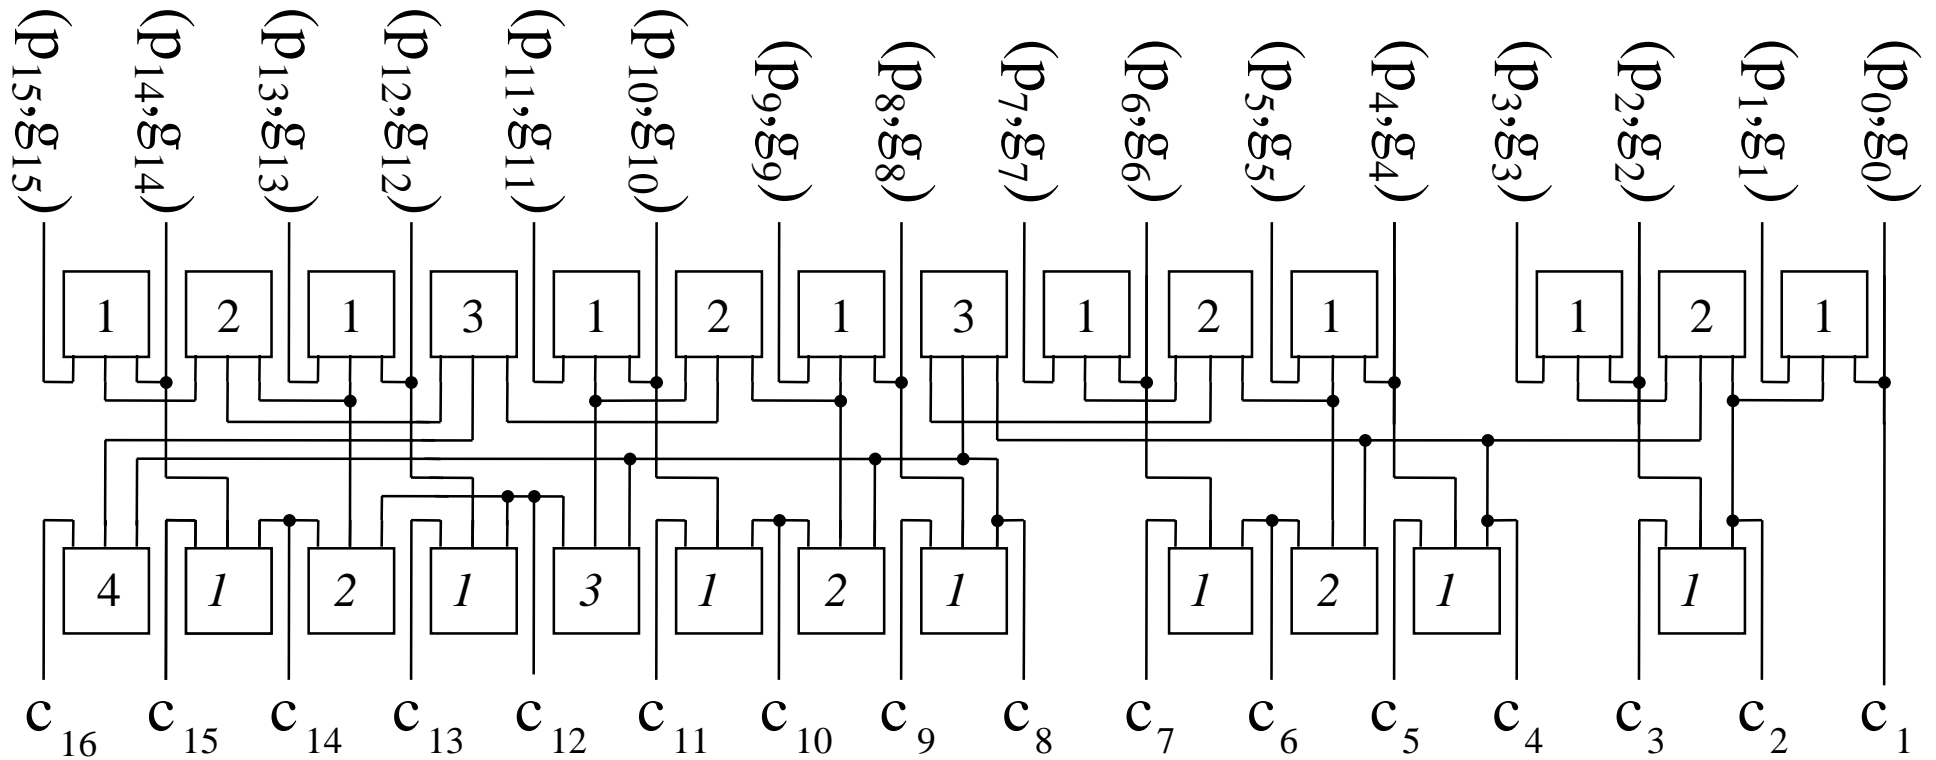 (p15,g15) (p14,g14) (p13,g13) (p12,g12) (p11,g11) (p10,g10) (p9,g9) (p8,g8) (p7,g7) (p6,g6) (p5,g5) (p4,g4) (p3,g3) (p2,g2) (p1,g1) (p0,g0)
1 2 1 3 1 2 1 3 1 2 1 1 2 1
4 1 2 1 3 1 2 1 1 2 1 1
c16 c15 c14 c13 c12 c11 c10 c9 c8 c7 c6 c5 c4 c3 c2 c1